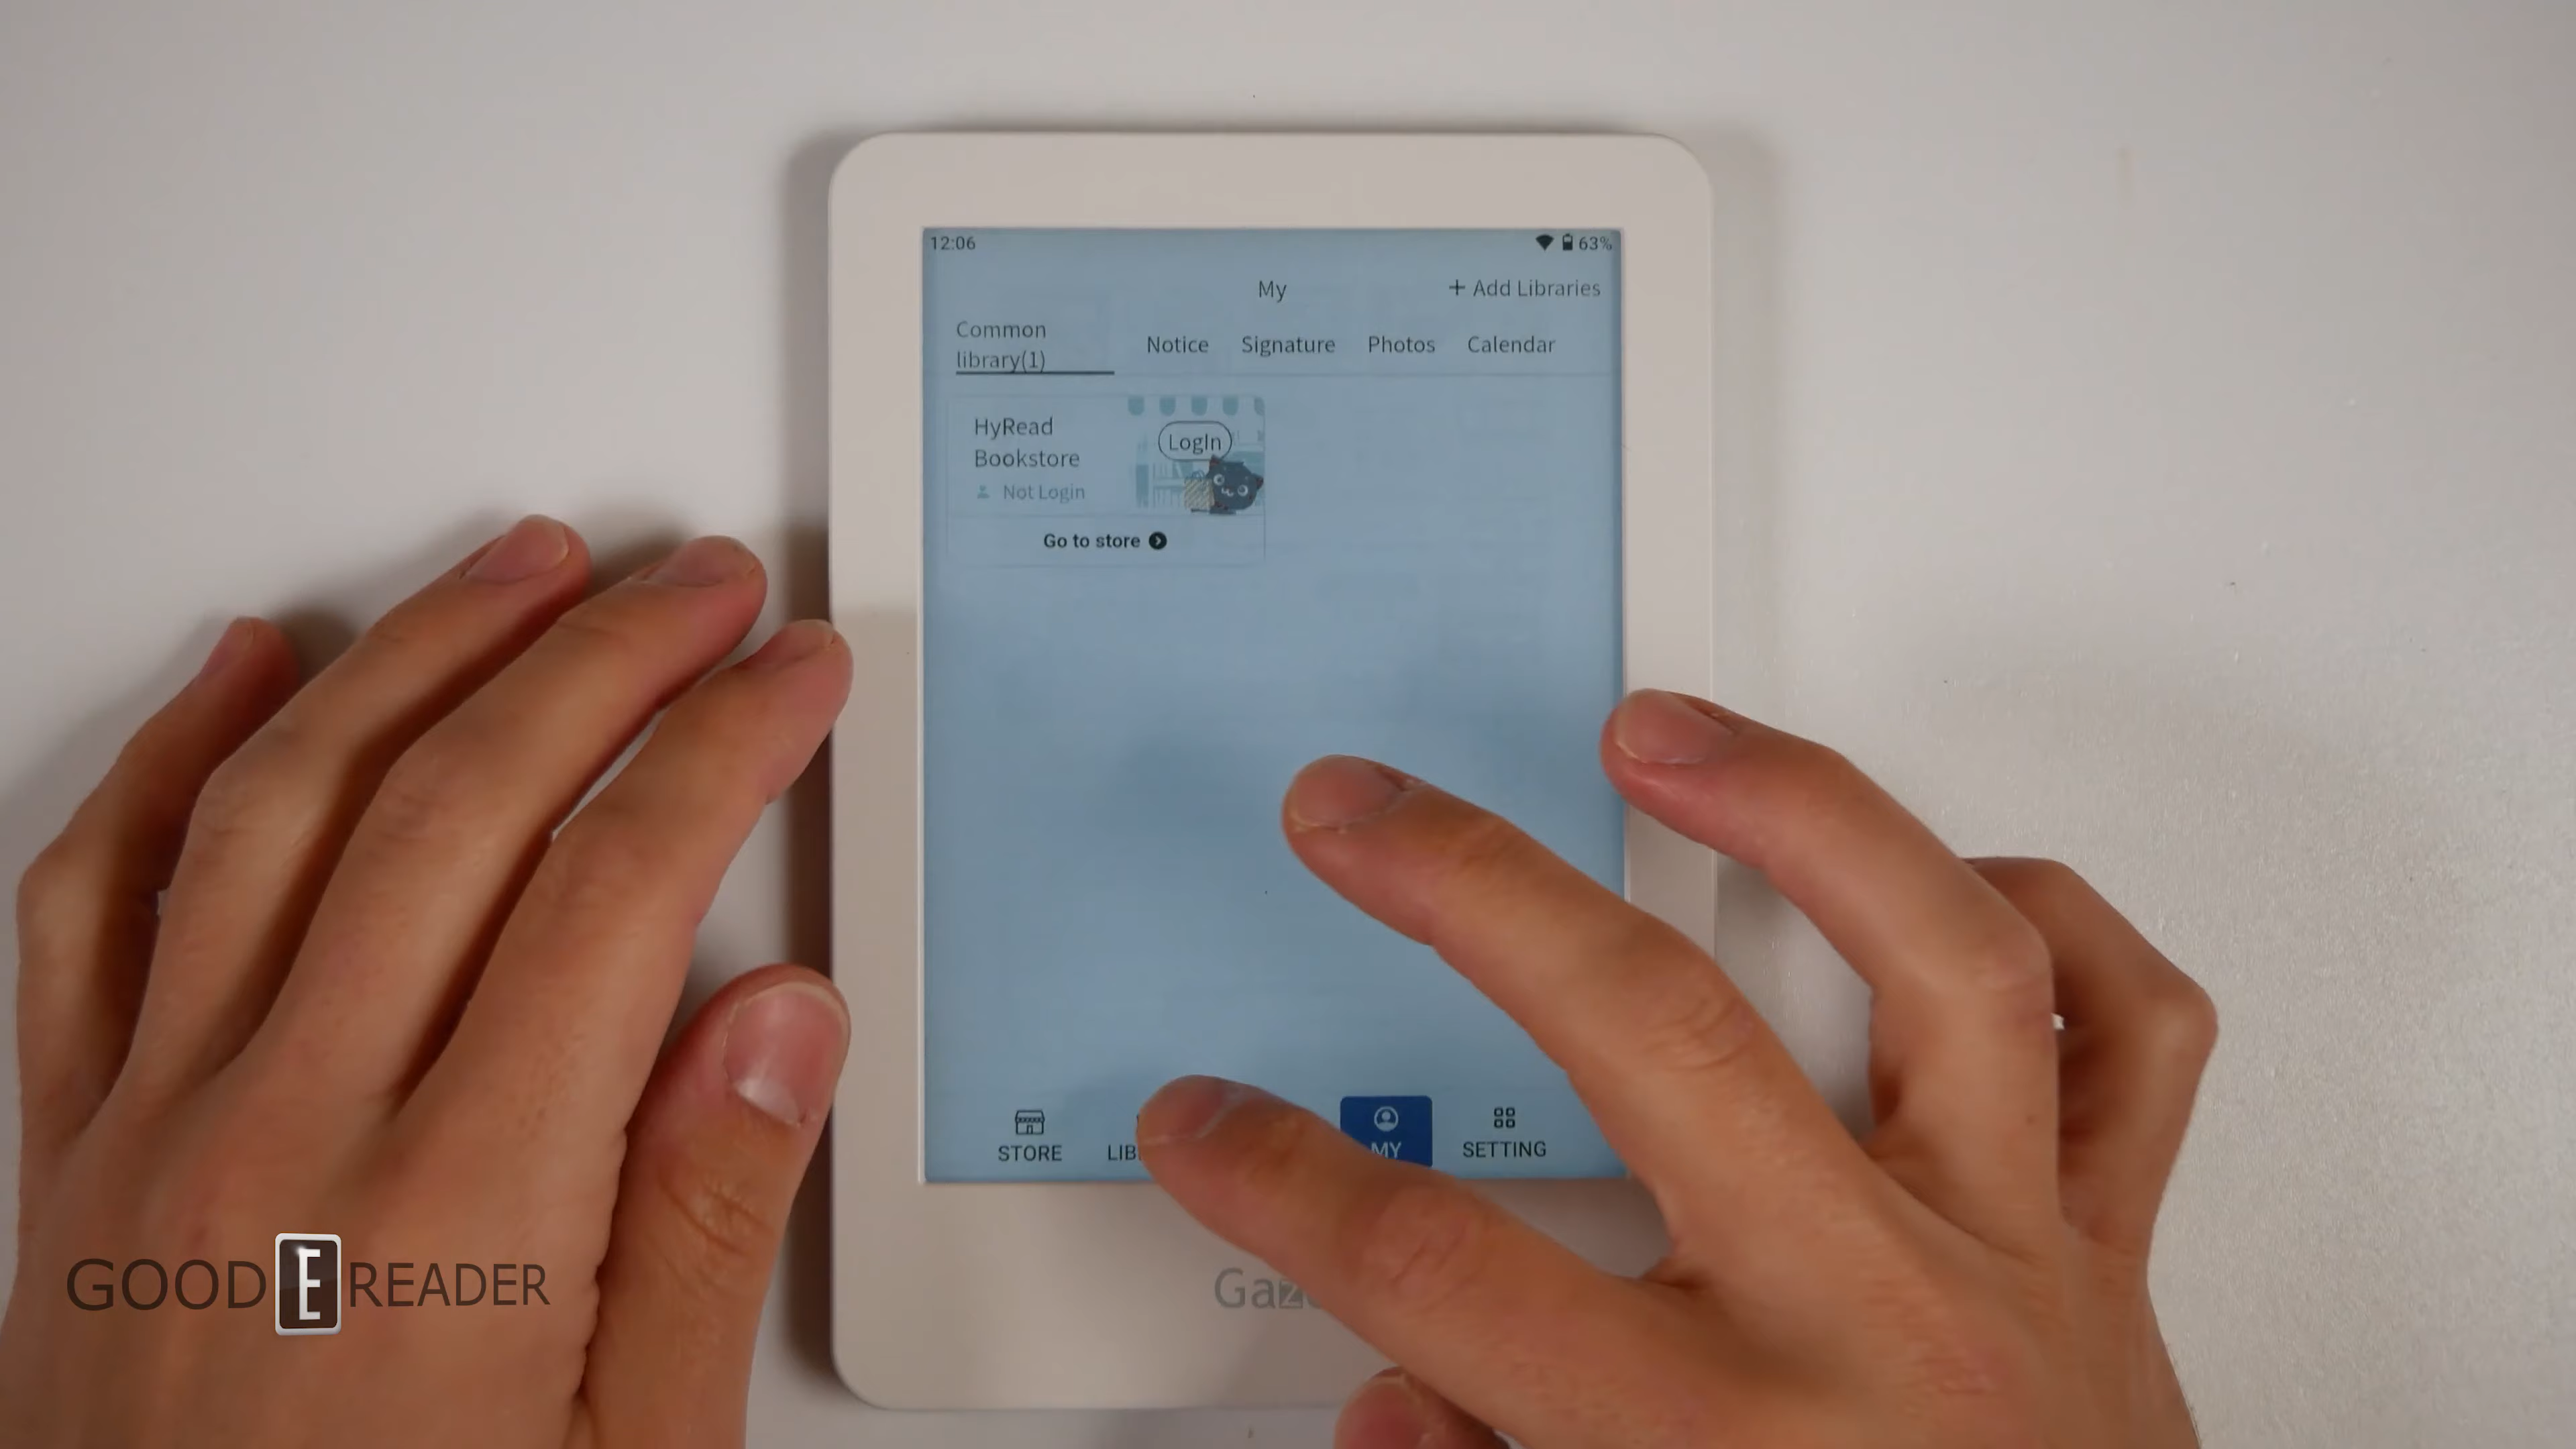 12:06
63%
My
+ Add Libraries
Common
library(1)
Notice
Signature
Photos
Calendar
HyRead
Bookstore
LogIn
Not Login
Go to store
STORE
MY
SETTING
GOOD E READER